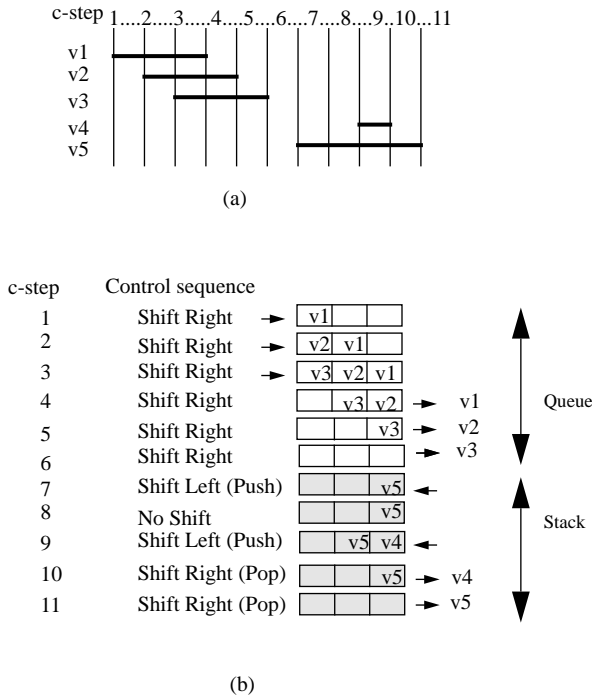 c-step 1....2....3....4....5....6....7....8....9....10...11
v1
v2
v3
v4
v5
(a)
c-step Control sequence
1 Shift Right v1
2 Shift Right v2 v1
3 Shift Right v3 v2 v1
4 Shift Right v3 v2 v1
Queue
5 Shift Right v3 v2
6 Shift Right v3
7 Shift Left (Push) v5
8 No Shift v5
Stack
9 Shift Left (Push) v5 v4
10 Shift Right (Pop) v5 v4
11 Shift Right (Pop) v5
(b)